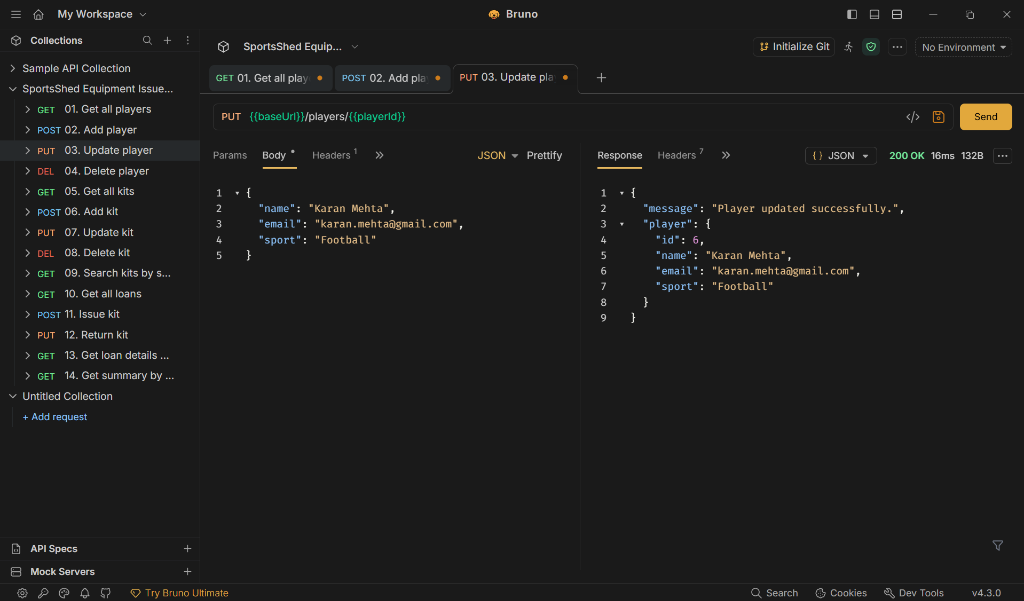 My Workspace
Bruno
Collections
SportsShed Equip...
Initialize Git
No Environment
Sample API Collection
SportsShed Equipment Issue...
GET 01. Get all players
POST 02. Add player
PUT 03. Update player
DEL 04. Delete player
GET 05. Get all kits
POST 06. Add kit
PUT 07. Update kit
DEL 08. Delete kit
GET 09. Search kits by s...
GET 10. Get all loans
POST 11. Issue kit
PUT 12. Return kit
GET 13. Get loan details ...
GET 14. Get summary by ...
Untitled Collection
+ Add request
API Specs
Mock Servers
GET 01. Get all play
POST 02. Add pla
PUT 03. Update pla
PUT {{baseUrl}}/players/{{playerId}}
Send
Params Body Headers 1
JSON Prettify
1 {
2 "name": "Karan Mehta",
3 "email": "karan.mehta@gmail.com",
4 "sport": "Football"
5 }
Response Headers 7
{ } JSON
200 OK 16ms 132B
1 {
2 "message": "Player updated successfully.",
3 "player": {
4 "id": 6,
5 "name": "Karan Mehta",
6 "email": "karan.mehta@gmail.com",
7 "sport": "Football"
8 }
9 }
Try Bruno Ultimate
Search
Cookies
Dev Tools
v4.3.0